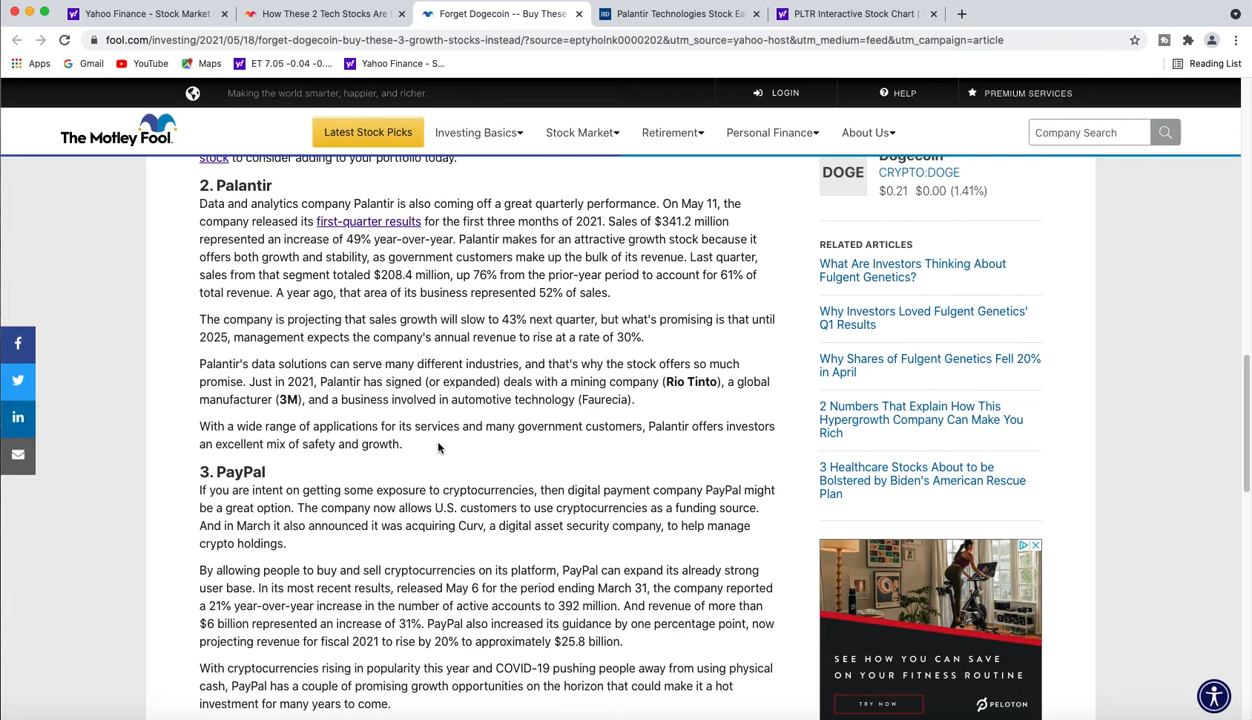 Yahoo Finance - Stock Market
How These 2 Tech Stocks Are
Forget Dogecoin -- Buy These
Palantir Technologies Stock Ea
PLTR Interactive Stock Chart |
fool.com/investing/2021/05/18/forget-dogecoin-buy-these-3-growth-stocks-instead/?source=eptyholnk0000202&utm_source=yahoo-host&utm_medium=feed&utm_campaign=article
Apps
Gmail
YouTube
Maps
ET 7.05 -0.04 -0....
Yahoo Finance - S...
Reading List
Making the world smarter, happier, and richer.
LOGIN
HELP
PREMIUM SERVICES
The Motley Fool.
Latest Stock Picks
Investing Basics
Stock Market
Retirement
Personal Finance
About Us
Company Search
stock to consider adding to your portfolio today.
2. Palantir
Data and analytics company Palantir is also coming off a great quarterly performance. On May 11, the
company released its first-quarter results for the first three months of 2021. Sales of $341.2 million
represented an increase of 49% year-over-year. Palantir makes for an attractive growth stock because it
offers both growth and stability, as government customers make up the bulk of its revenue. Last quarter,
sales from that segment totaled $208.4 million, up 76% from the prior-year period to account for 61% of
total revenue. A year ago, that area of its business represented 52% of sales.
The company is projecting that sales growth will slow to 43% next quarter, but what's promising is that until
2025, management expects the company's annual revenue to rise at a rate of 30%.
Palantir's data solutions can serve many different industries, and that's why the stock offers so much
promise. Just in 2021, Palantir has signed (or expanded) deals with a mining company (Rio Tinto), a global
manufacturer (3M), and a business involved in automotive technology (Faurecia).
With a wide range of applications for its services and many government customers, Palantir offers investors
an excellent mix of safety and growth.
3. PayPal
If you are intent on getting some exposure to cryptocurrencies, then digital payment company PayPal might
be a great option. The company now allows U.S. customers to use cryptocurrencies as a funding source.
And in March it also announced it was acquiring Curv, a digital asset security company, to help manage
crypto holdings.
By allowing people to buy and sell cryptocurrencies on its platform, PayPal can expand its already strong
user base. In its most recent results, released May 6 for the period ending March 31, the company reported
a 21% year-over-year increase in the number of active accounts to 392 million. And revenue of more than
$6 billion represented an increase of 31%. PayPal also increased its guidance by one percentage point, now
projecting revenue for fiscal 2021 to rise by 20% to approximately $25.8 billion.
With cryptocurrencies rising in popularity this year and COVID-19 pushing people away from using physical
cash, PayPal has a couple of promising growth opportunities on the horizon that could make it a hot
investment for many years to come.
Dogecoin
DOGE
CRYPTO:DOGE
$0.21 $0.00 (1.41%)
RELATED ARTICLES
What Are Investors Thinking About
Fulgent Genetics?
Why Investors Loved Fulgent Genetics'
Q1 Results
Why Shares of Fulgent Genetics Fell 20%
in April
2 Numbers That Explain How This
Hypergrowth Company Can Make You
Rich
3 Healthcare Stocks About to be
Bolstered by Biden's American Rescue
Plan
SEE HOW YOU CAN SAVE
ON YOUR FITNESS ROUTINE
TRY NOW
PELOTON